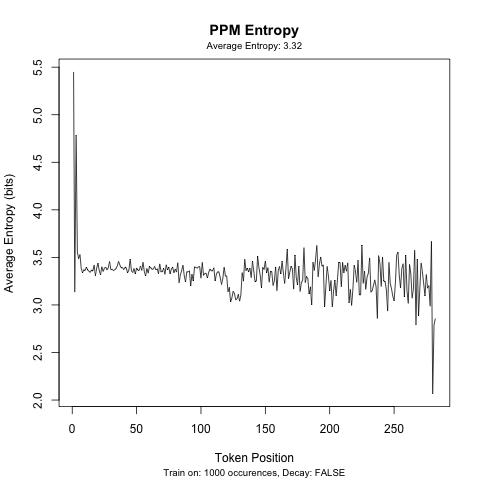 PPM Entropy
Average Entropy: 3.32
Average Entropy (bits)
5.5
5.0
4.5
4.0
3.5
3.0
2.5
2.0
0 50 100 150 200 250
Token Position
Train on: 1000 occurences, Decay: FALSE